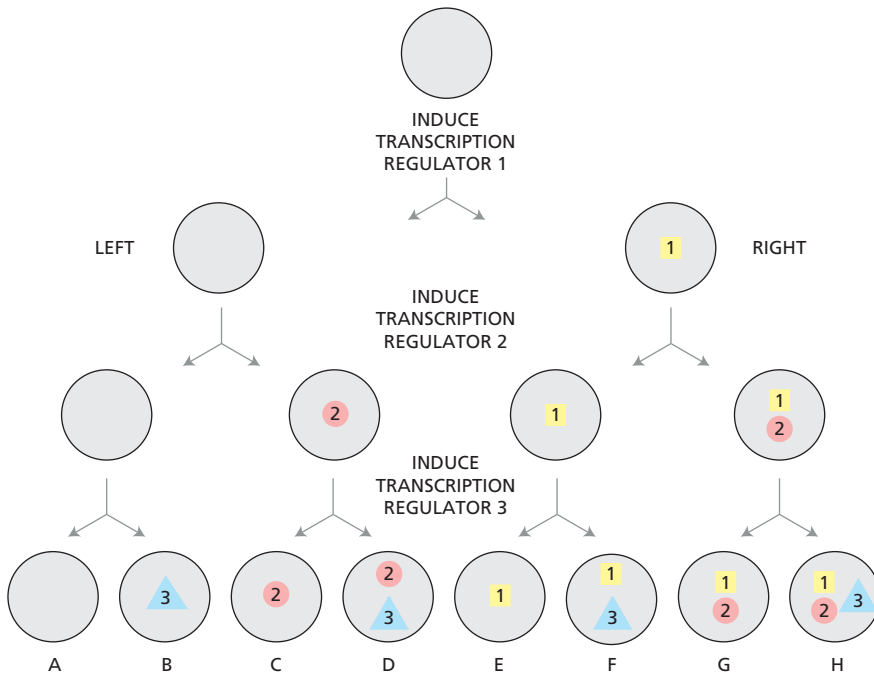 INDUCE
TRANSCRIPTION
REGULATOR 1
LEFT
1
RIGHT
INDUCE
TRANSCRIPTION
REGULATOR 2
2
1
1
2
INDUCE
TRANSCRIPTION
REGULATOR 3
3
2
2
3
1
1
3
1
2
1
2
3
A B C D E F G H